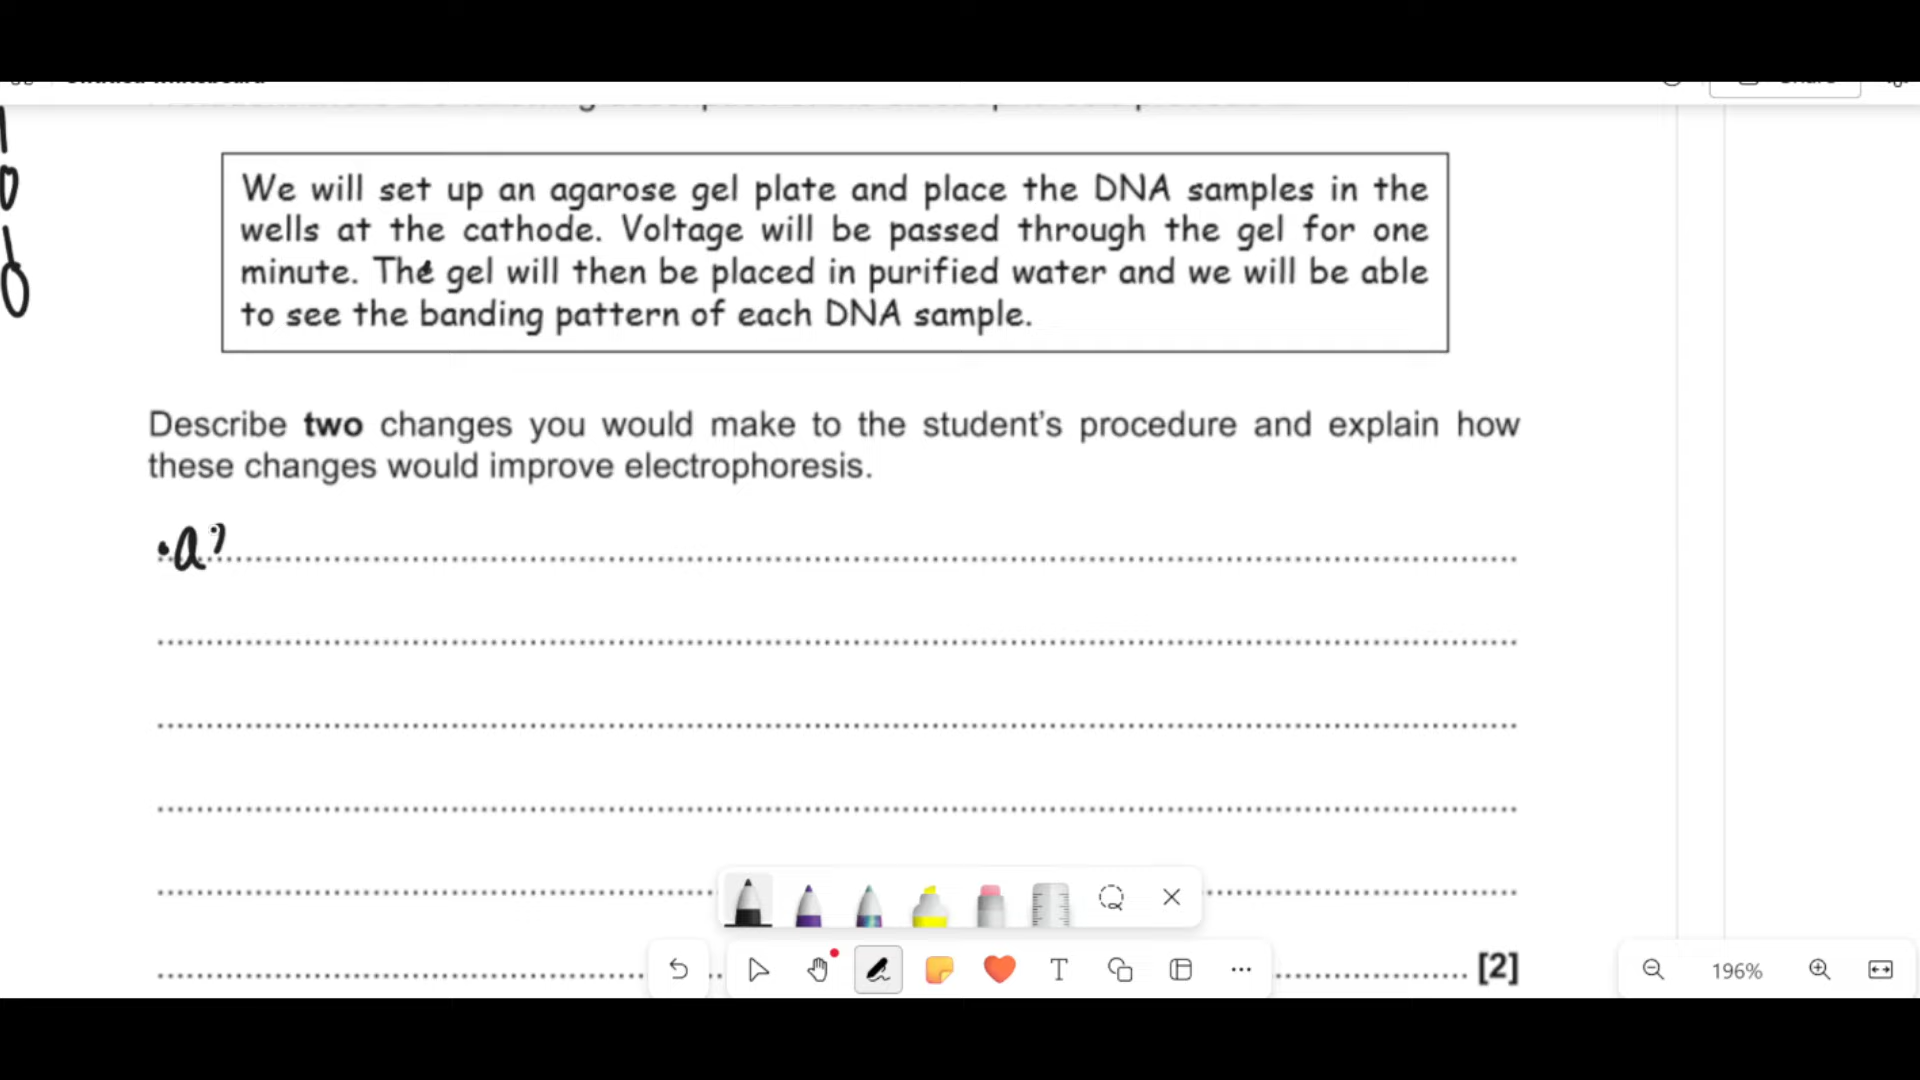 We will set up an agarose gel plate and place the DNA samples in the
wells at the cathode. Voltage will be passed through the gel for one
minute. The gel will then be placed in purified water and we will be able
to see the banding pattern of each DNA sample.
Describe two changes you would make to the student's procedure and explain how
these changes would improve electrophoresis.
[2]
196%